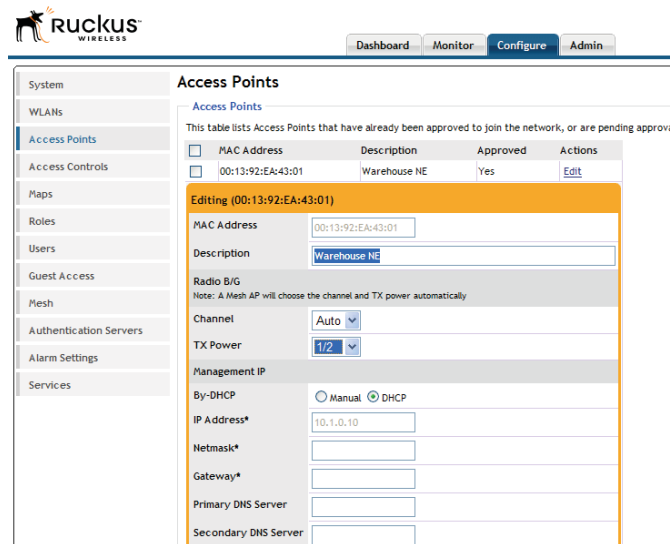 Ruckus
WIRELESS
Dashboard Monitor Configure Admin
System
WLANs
Access Points
Access Controls
Maps
Roles
Users
Guest Access
Mesh
Authentication Servers
Alarm Settings
Services
Access Points
Access Points
This table lists Access Points that have already been approved to join the network, or are pending
MAC Address Description Approved Actions
00:13:92:EA:43:01 Warehouse NE Yes Edit
Editing (00:13:92:EA:43:01)
MAC Address 00:13:92:EA:43:01
Description Warehouse NE
Radio B/G
Note: A Mesh AP will choose the channel and TX power automatically
Channel Auto
TX Power 1/2
Management IP
By-DHCP Manual DHCP
IP Address* 10.1.0.10
Netmask*
Gateway*
Primary DNS Server
Secondary DNS Server